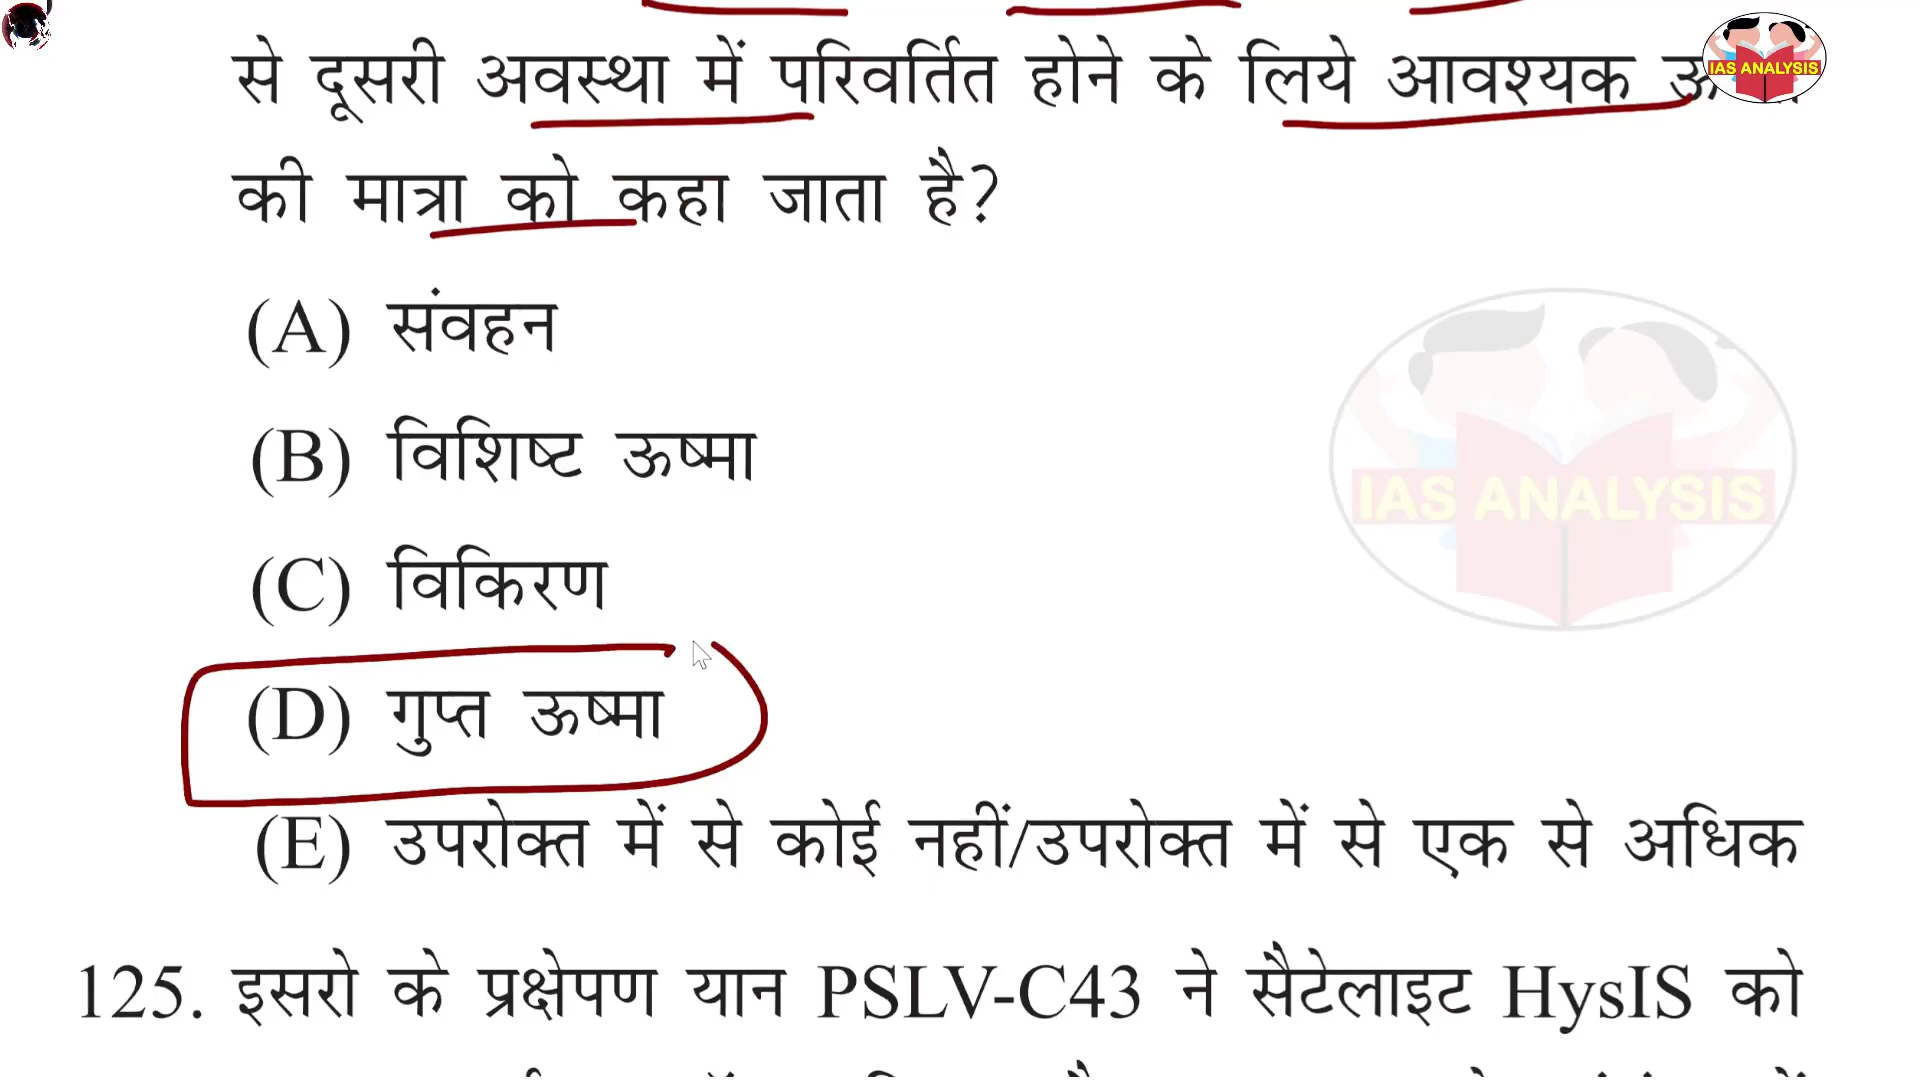 से दूसरी अवस्था में परिवर्तित होने के लिये आवश्यक
IAS ANALYSIS
की मात्रा को कहा जाता है?
(A) संवहन
(B) विशिष्ट ऊष्मा
IAS ANALYSIS
(C) विकिरण
(D) गुप्त ऊष्मा
(E) उपरोक्त में से कोई नहीं/उपरोक्त में से एक से अधिक
125. इसरो के प्रक्षेपण यान PSLV-C43 ने सैटेलाइट HysIS को